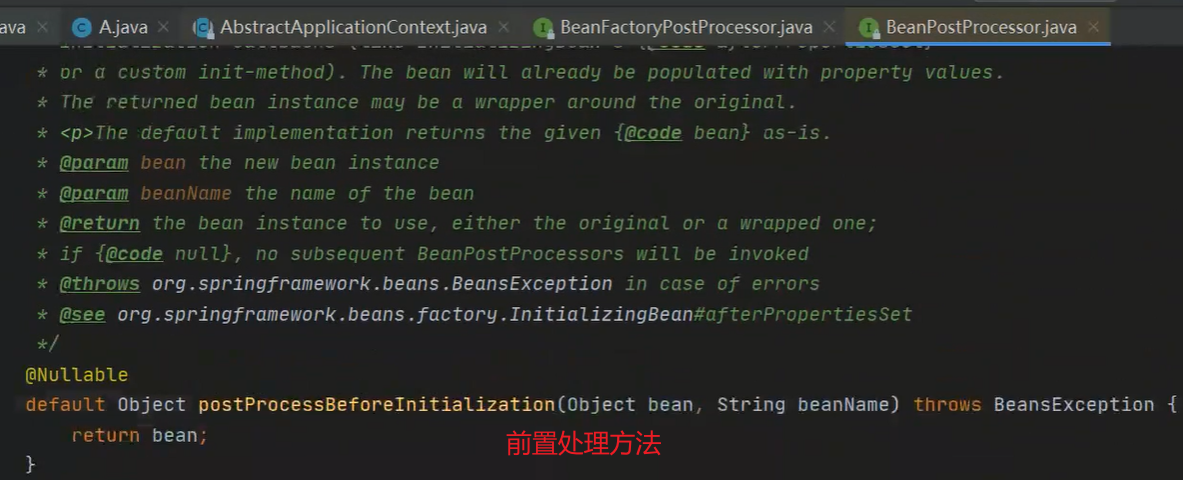 ava
A.java
AbstractApplicationContext.java
BeanFactoryPostProcessor.java
BeanPostProcessor.java
* or a custom init-method). The bean will already be populated with property values.
* The returned bean instance may be a wrapper around the original.
* <p>The default implementation returns the given {@code bean} as-is.
* @param bean the new bean instance
* @param beanName the name of the bean
* @return the bean instance to use, either the original or a wrapped one;
* if {@code null}, no subsequent BeanPostProcessors will be invoked
* @throws org.springframework.beans.BeansException in case of errors
* @see org.springframework.beans.factory.InitializingBean#afterPropertiesSet
*/
@Nullable
default Object postProcessBeforeInitialization(Object bean, String beanName) throws BeansException {
return bean;
前置处理方法
}